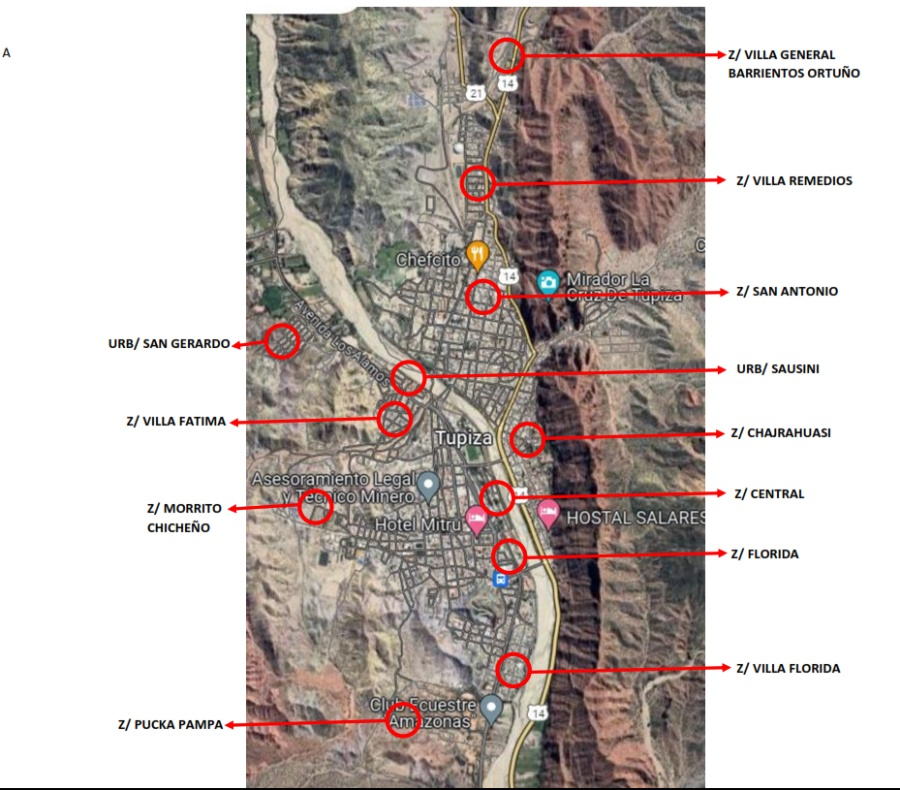 A
Z/ VILLA GENERAL
BARRIENTOS ORTUÑO
14
21
Z/ VILLA REMEDIOS
Chefcito
14
Mirador La
Cruz De Tupiza
C
Z/ SAN ANTONIO
Avenida Los Alamos
URB/ SAN GERARDO
URB/ SAUSINI
Z/ VILLA FATIMA
Tupiza
Z/ CHAJRAHUASI
Asesoramiento Legal
y Técnico Minero
Z/ CENTRAL
Z/ MORRITO
CHICHEÑO
Hotel Mitru
HOSTAL SALARES
Z/ FLORIDA
Z/ VILLA FLORIDA
Club Ecuestre
Amazonas
14
Z/ PUCKA PAMPA